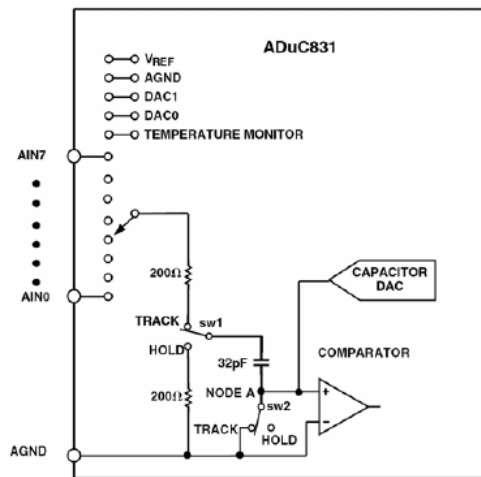 ADuC831
VREF
AGND
DAC1
DAC0
TEMPERATURE MONITOR
AIN7
200Ω
AIN0
CAPACITOR
DAC
TRACK
sw1
HOLD
32pF
COMPARATOR
200Ω
NODE A
+
sw2
TRACK
HOLD
−
AGND